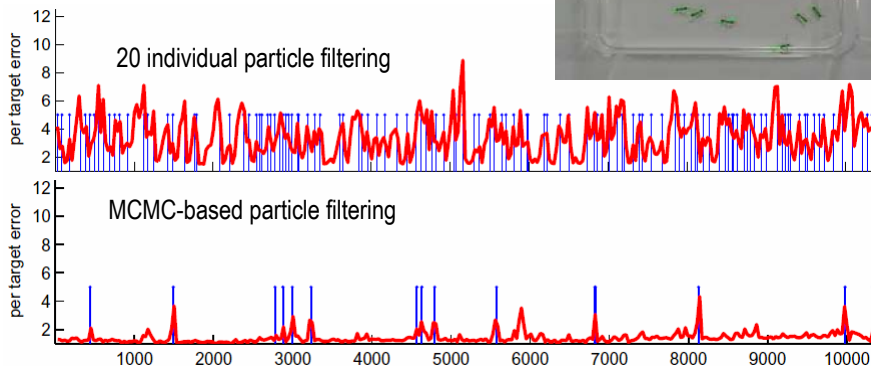 12
10
20 individual particle filtering
8
6
4
2
per target error
12
MCMC-based particle filtering
10
8
6
4
2
per target error
1000 2000 3000 4000 5000 6000 7000 8000 9000 10000